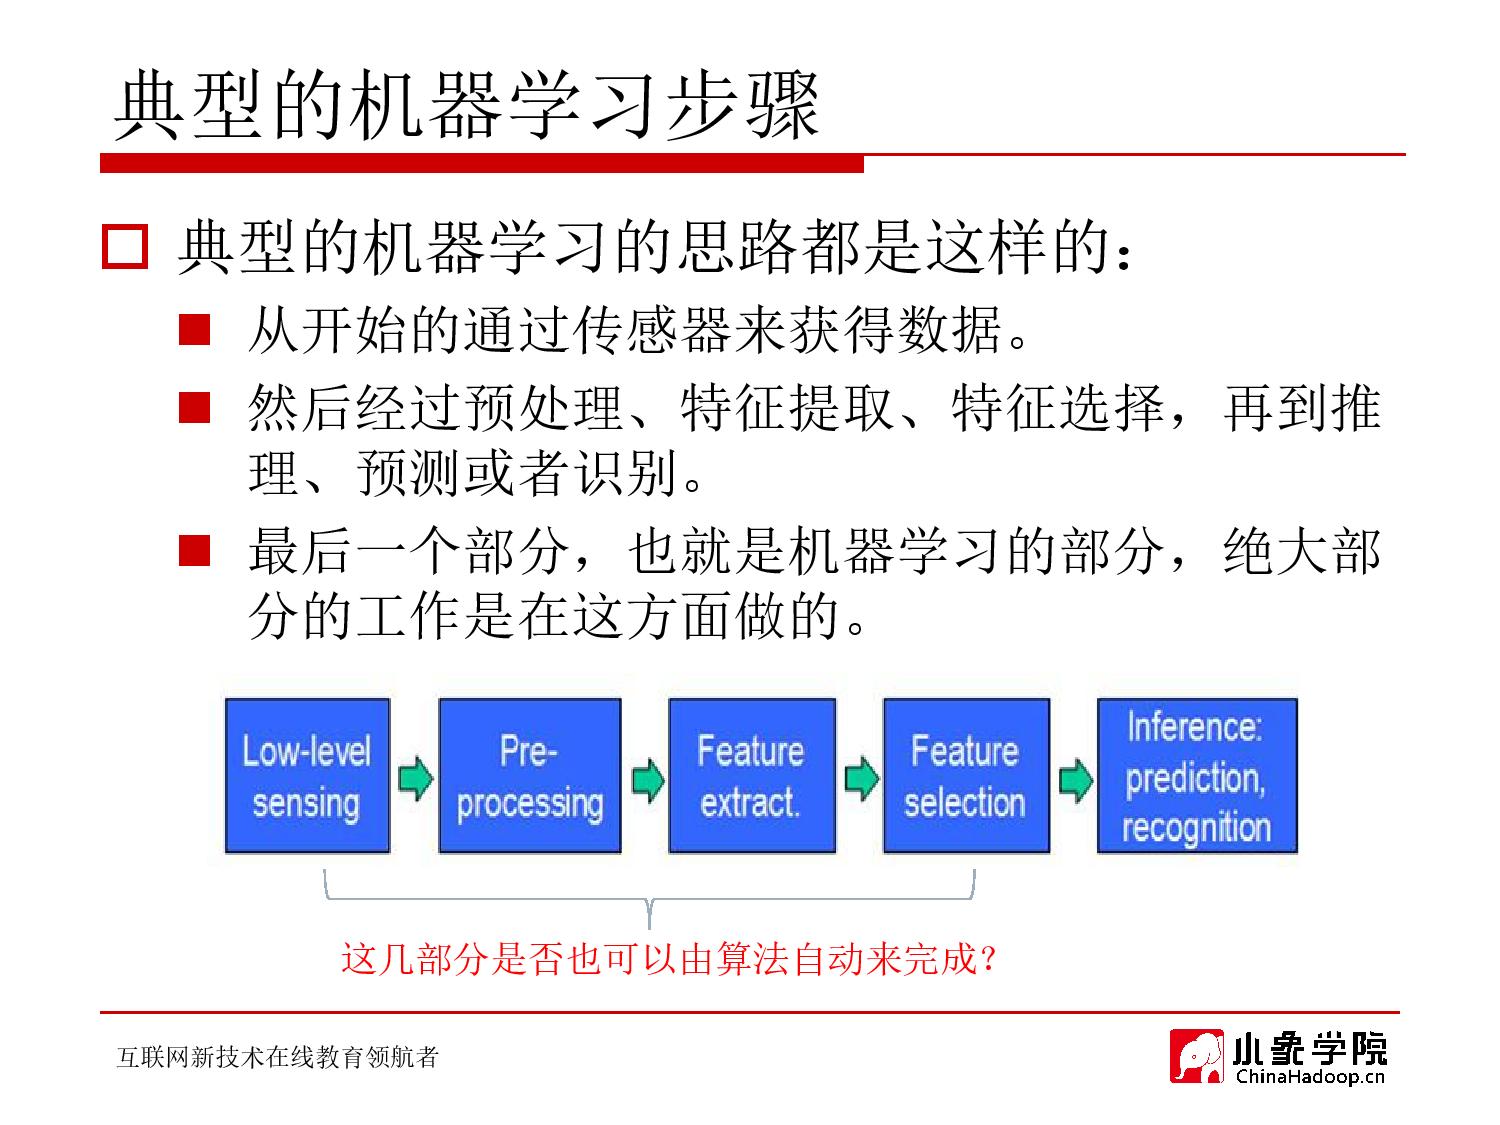 典型的机器学习步骤
典型的机器学习的思路都是这样的：
从开始的通过传感器来获得数据。
然后经过预处理、特征提取、特征选择，再到推
理、预测或者识别。
最后一个部分，也就是机器学习的部分，绝大部
分的工作是在这方面做的。
Low-level
sensing
Pre-
processing
Feature
extract.
Feature
selection
Inference:
prediction,
recognition
这几部分是否也可以由算法自动来完成？
互联网新技术在线教育领航者
小象学院
ChinaHadoop.cn